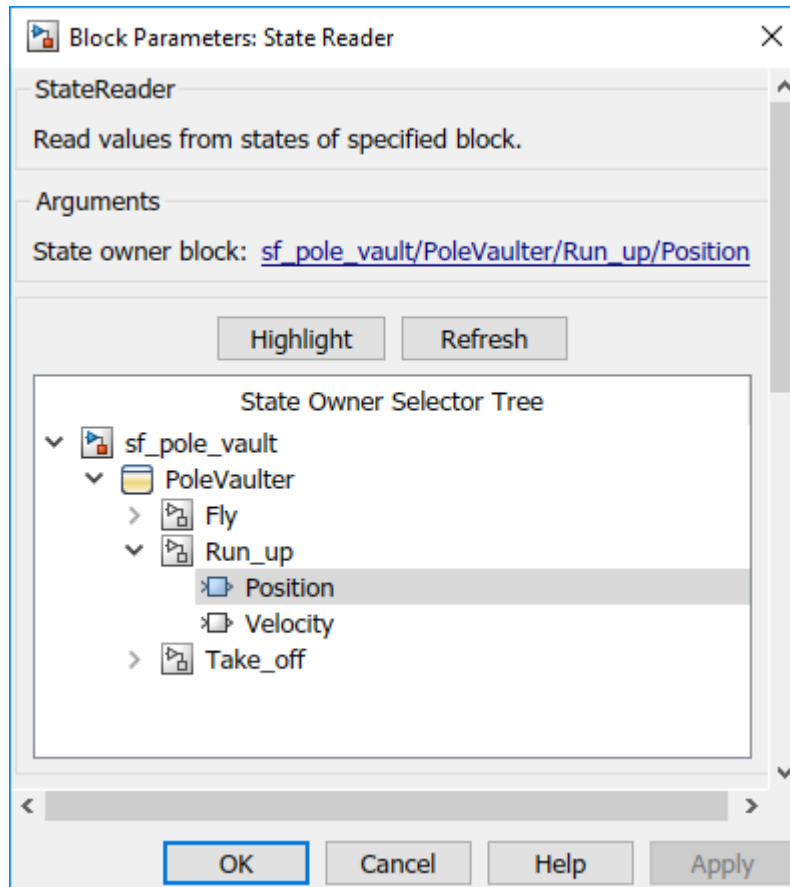 Block Parameters: State Reader
StateReader
Read values from states of specified block.
Arguments
State owner block: sf_pole_vault/PoleVaulter/Run_up/Position
Highlight Refresh
State Owner Selector Tree
sf_pole_vault
PoleVaulter
Fly
Run_up
Position
Velocity
Take_off
OK Cancel Help Apply